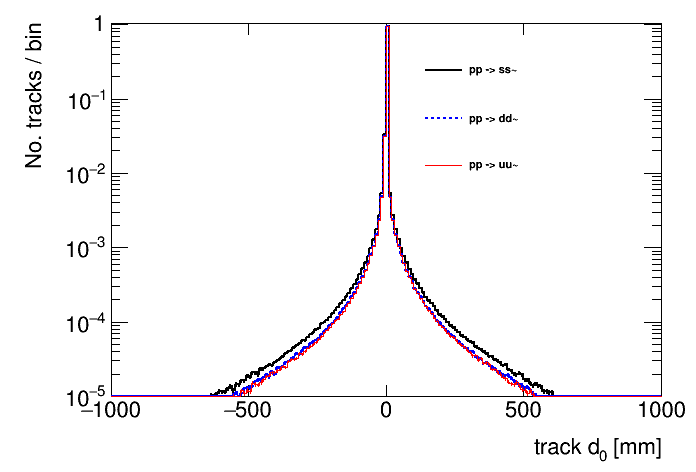 No. tracks / bin
1
10⁻¹
10⁻²
10⁻³
10⁻⁴
10⁻⁵
pp -> ss~
pp -> dd~
pp -> uu~
−1000 −500 0 500 1000
track d₀ [mm]